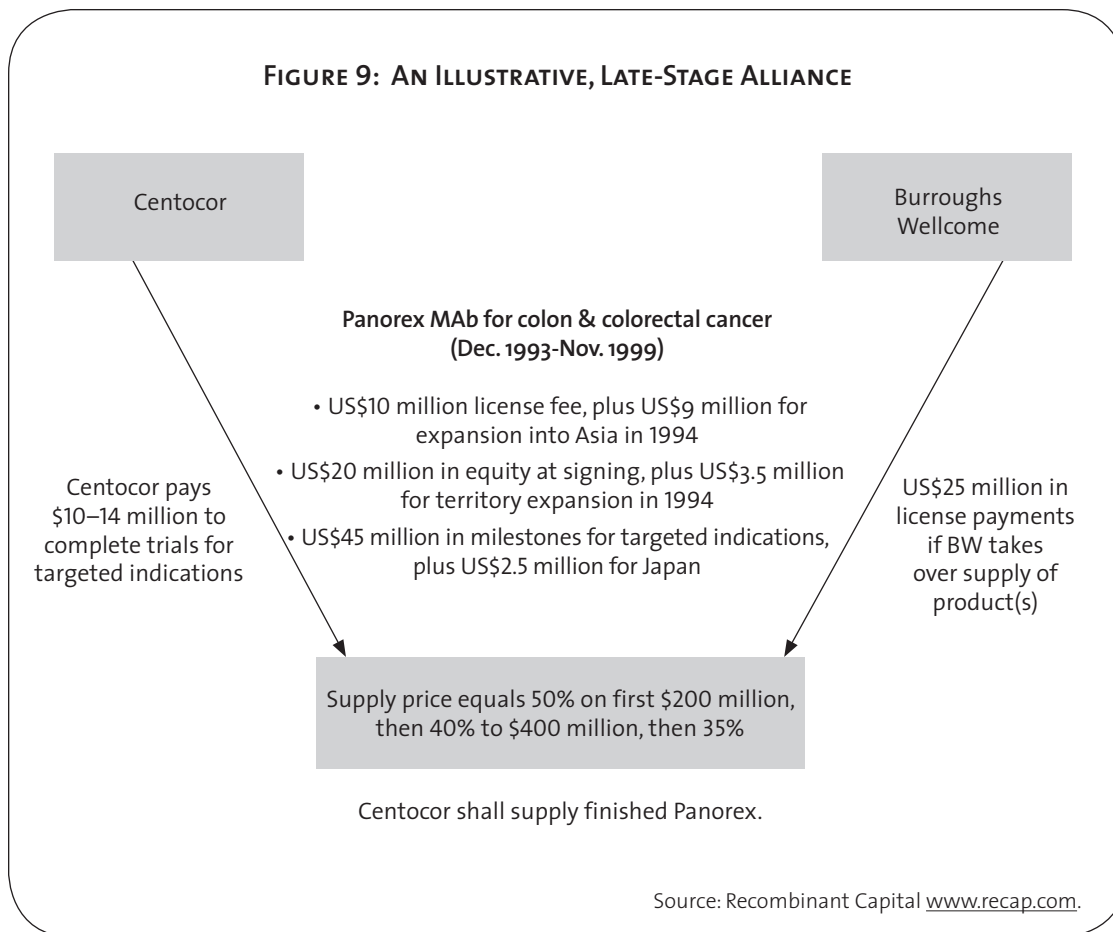 FIGURE 9: AN ILLUSTRATIVE, LATE-STAGE ALLIANCE
Centocor
Burroughs
Wellcome
Panorex MAb for colon & colorectal cancer
(Dec. 1993-Nov. 1999)
• US$10 million license fee, plus US$9 million for
expansion into Asia in 1994
• US$20 million in equity at signing, plus US$3.5 million
for territory expansion in 1994
• US$45 million in milestones for targeted indications,
plus US$2.5 million for Japan
Centocor pays
$10–14 million to
complete trials for
targeted indications
US$25 million in
license payments
if BW takes
over supply of
product(s)
Supply price equals 50% on first $200 million,
then 40% to $400 million, then 35%
Centocor shall supply finished Panorex.
Source: Recombinant Capital www.recap.com.